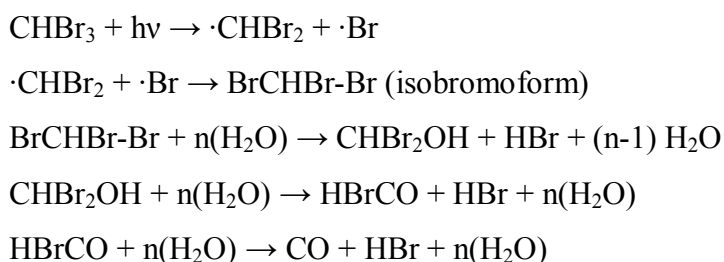 CHBr₃ + hν → ·CHBr₂ + ·Br
·CHBr₂ + ·Br → BrCHBr-Br (isobromoform)
BrCHBr-Br + n(H₂O) → CHBr₂OH + HBr + (n-1) H₂O
CHBr₂OH + n(H₂O) → HBrCO + HBr + n(H₂O)
HBrCO + n(H₂O) → CO + HBr + n(H₂O)